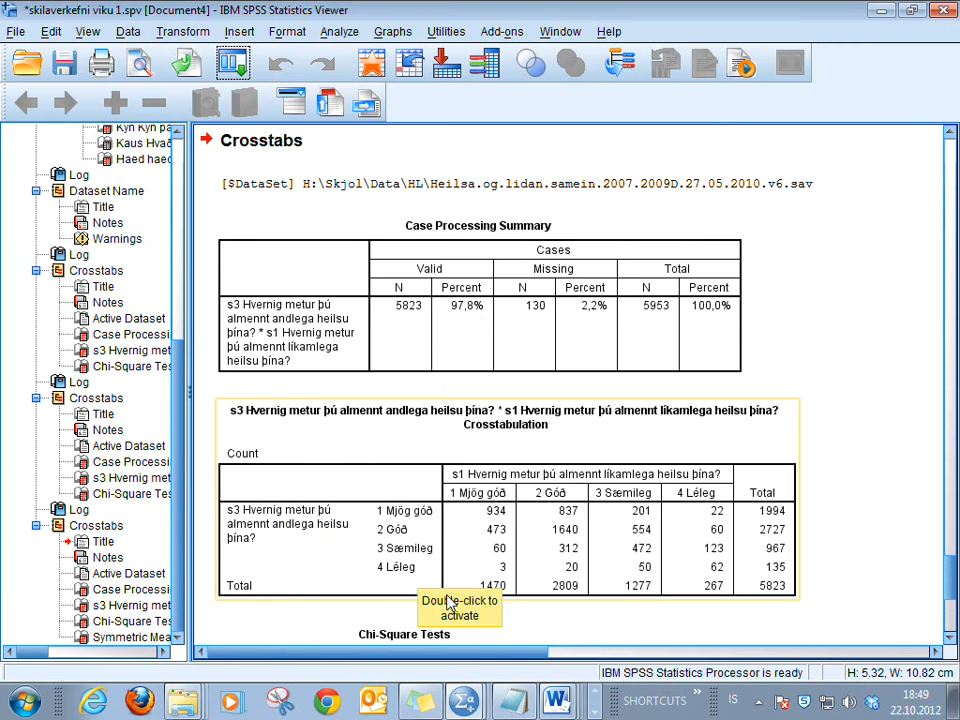 *skilaverkefni viku 1.spv [Document4] - IBM SPSS Statistics Viewer
File Edit View Data Transform Insert Format Analyze Graphs Utilities Add-ons Window Help
Kyn Kyn þá
Kaus Hvað
Haed haed
Log
Dataset Name
Title
Notes
Warnings
Log
Crosstabs
Title
Notes
Active Dataset
Case Processi
s3 Hvernig met
Chi-Square Tes
Log
Crosstabs
Title
Notes
Active Dataset
Case Processi
s3 Hvernig met
Chi-Square Tes
Log
Crosstabs
Title
Notes
Active Dataset
Case Processi
s3 Hvernig met
Chi-Square Tes
Symmetric Mea
Crosstabs
[$DataSet] H:\Skjol\Data\HL\Heilsa.og.lidan.samein.2007.2009D.27.05.2010.v6.sav
Case Processing Summary
Cases
Valid Missing Total
N Percent N Percent N Percent
s3 Hvernig metur þú almennt andlega heilsu þína? * s1 Hvernig metur þú almennt líkamlega heilsu þína? 5823 97,8% 130 2,2% 5953 100,0%
s3 Hvernig metur þú almennt andlega heilsu þína? * s1 Hvernig metur þú almennt líkamlega heilsu þína?
Crosstabulation
Count
s1 Hvernig metur þú almennt líkamlega heilsu þína?
1 Mjög góð 2 Góð 3 Sæmileg 4 Léleg Total
s3 Hvernig metur þú almennt andlega heilsu þína? 1 Mjög góð 934 837 201 22 1994
2 Góð 473 1640 554 60 2727
3 Sæmileg 60 312 472 123 967
4 Léleg 3 20 50 62 135
Total 1470 2809 1277 267 5823
Double-click to
activate
Chi-Square Tests
IBM SPSS Statistics Processor is ready H: 5.32, W: 10.82 cm
SHORTCUTS » IS 18:49
22.10.2012